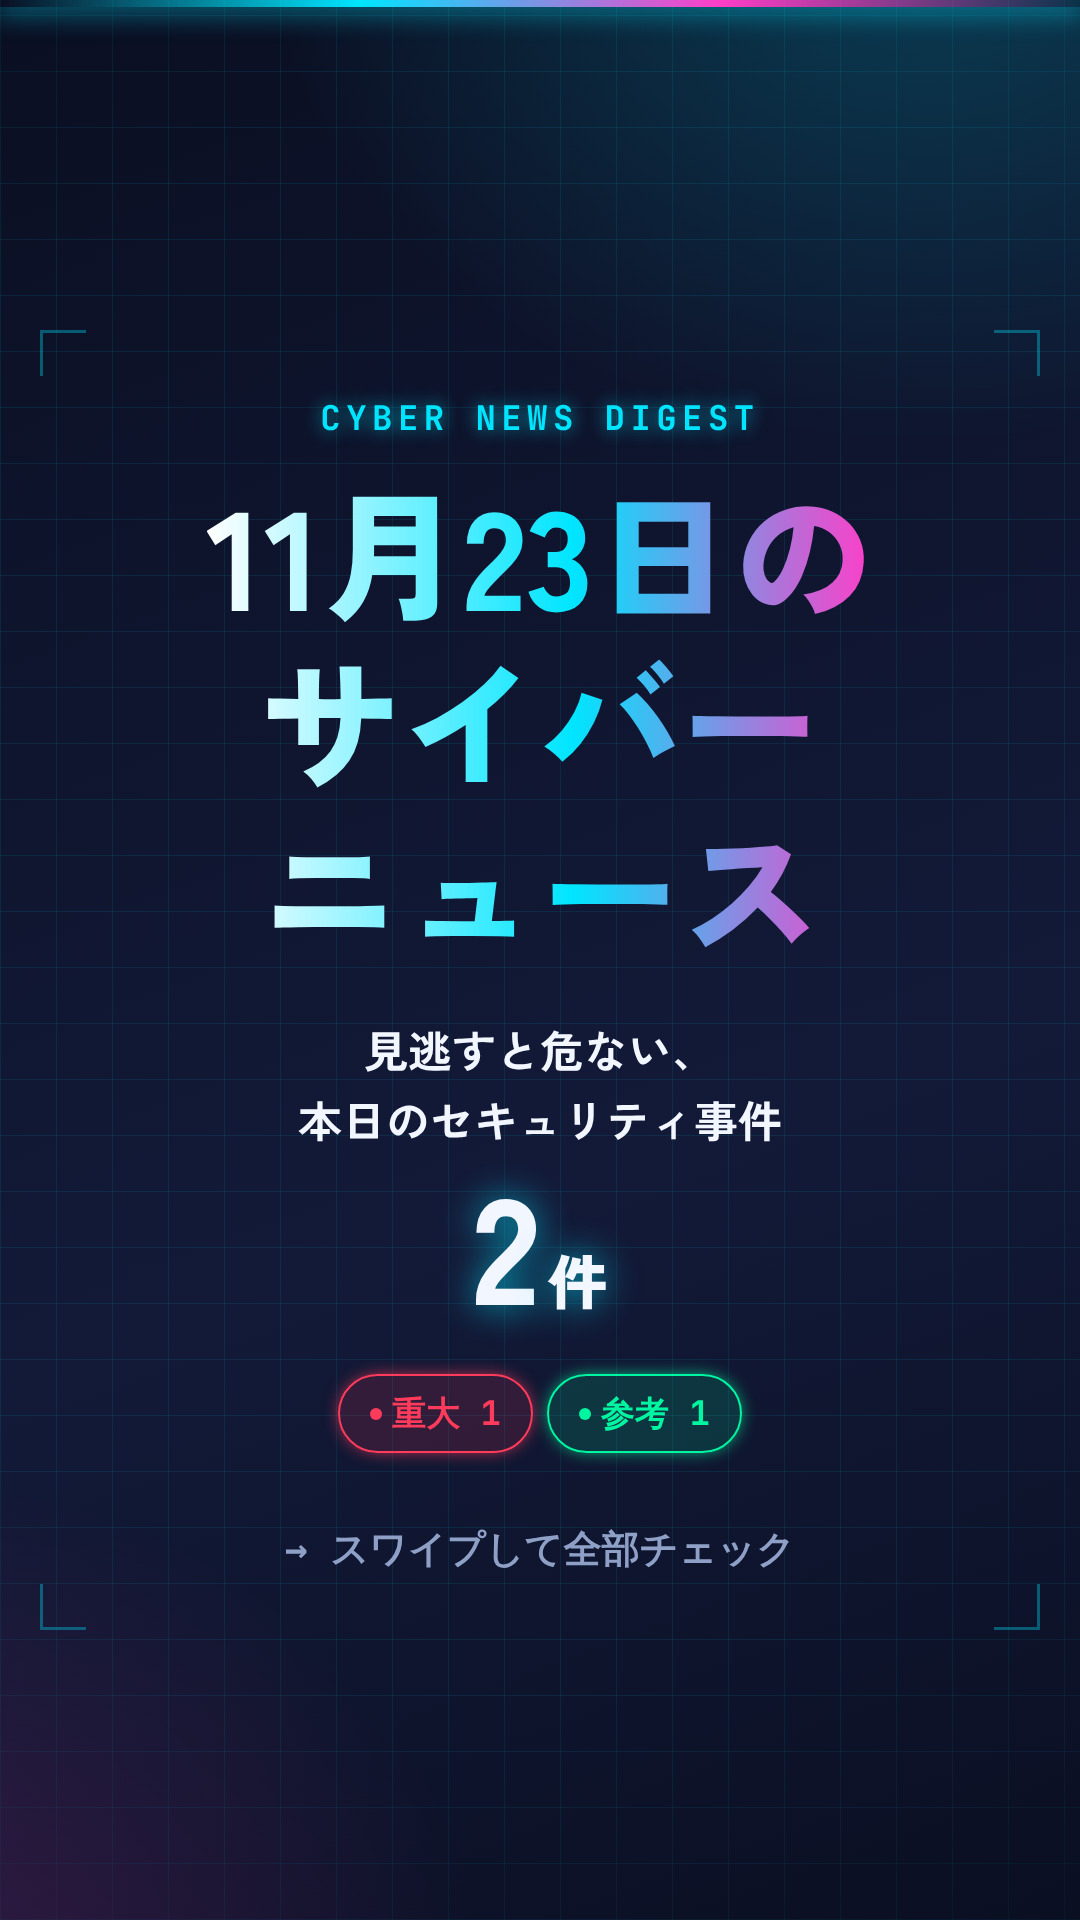 CYBER NEWS DIGEST
11月23日の
サイバー
ニュース
見逃すと危ない、
本日のセキュリティ事件
2件
重大 1
参考 1
→ スワイプして全部チェック